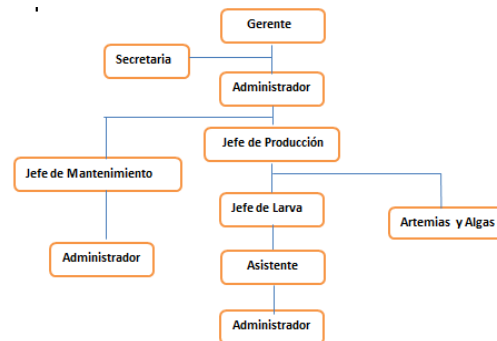 Gerente
Secretaria
Administrador
Jefe de Producción
Jefe de Mantenimiento
Jefe de Larva
Artemias y Algas
Administrador
Asistente
Administrador